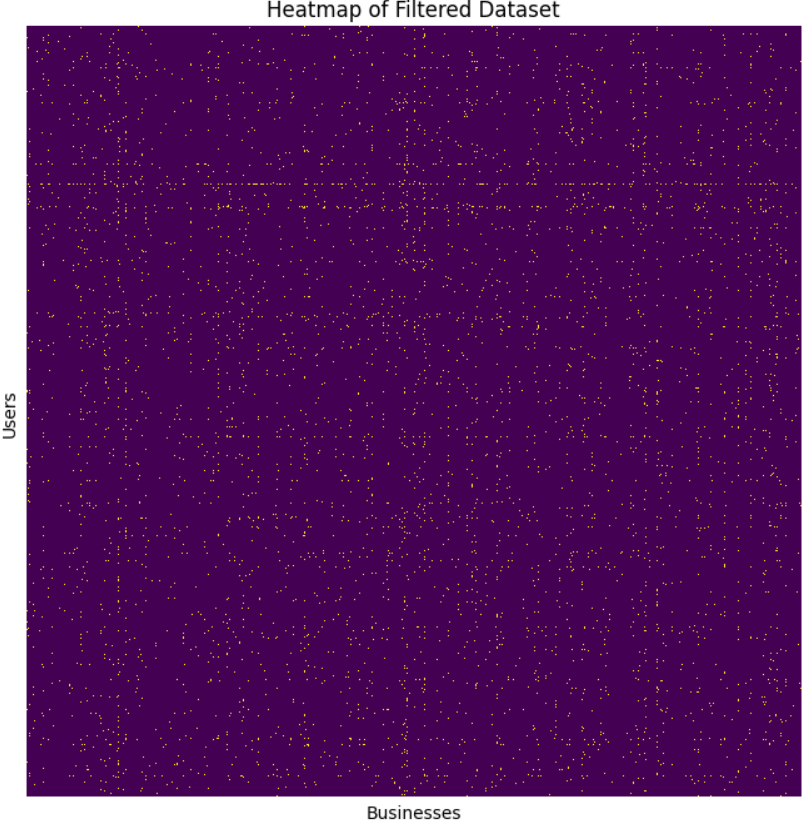 Heatmap of Filtered Dataset
Users
Businesses